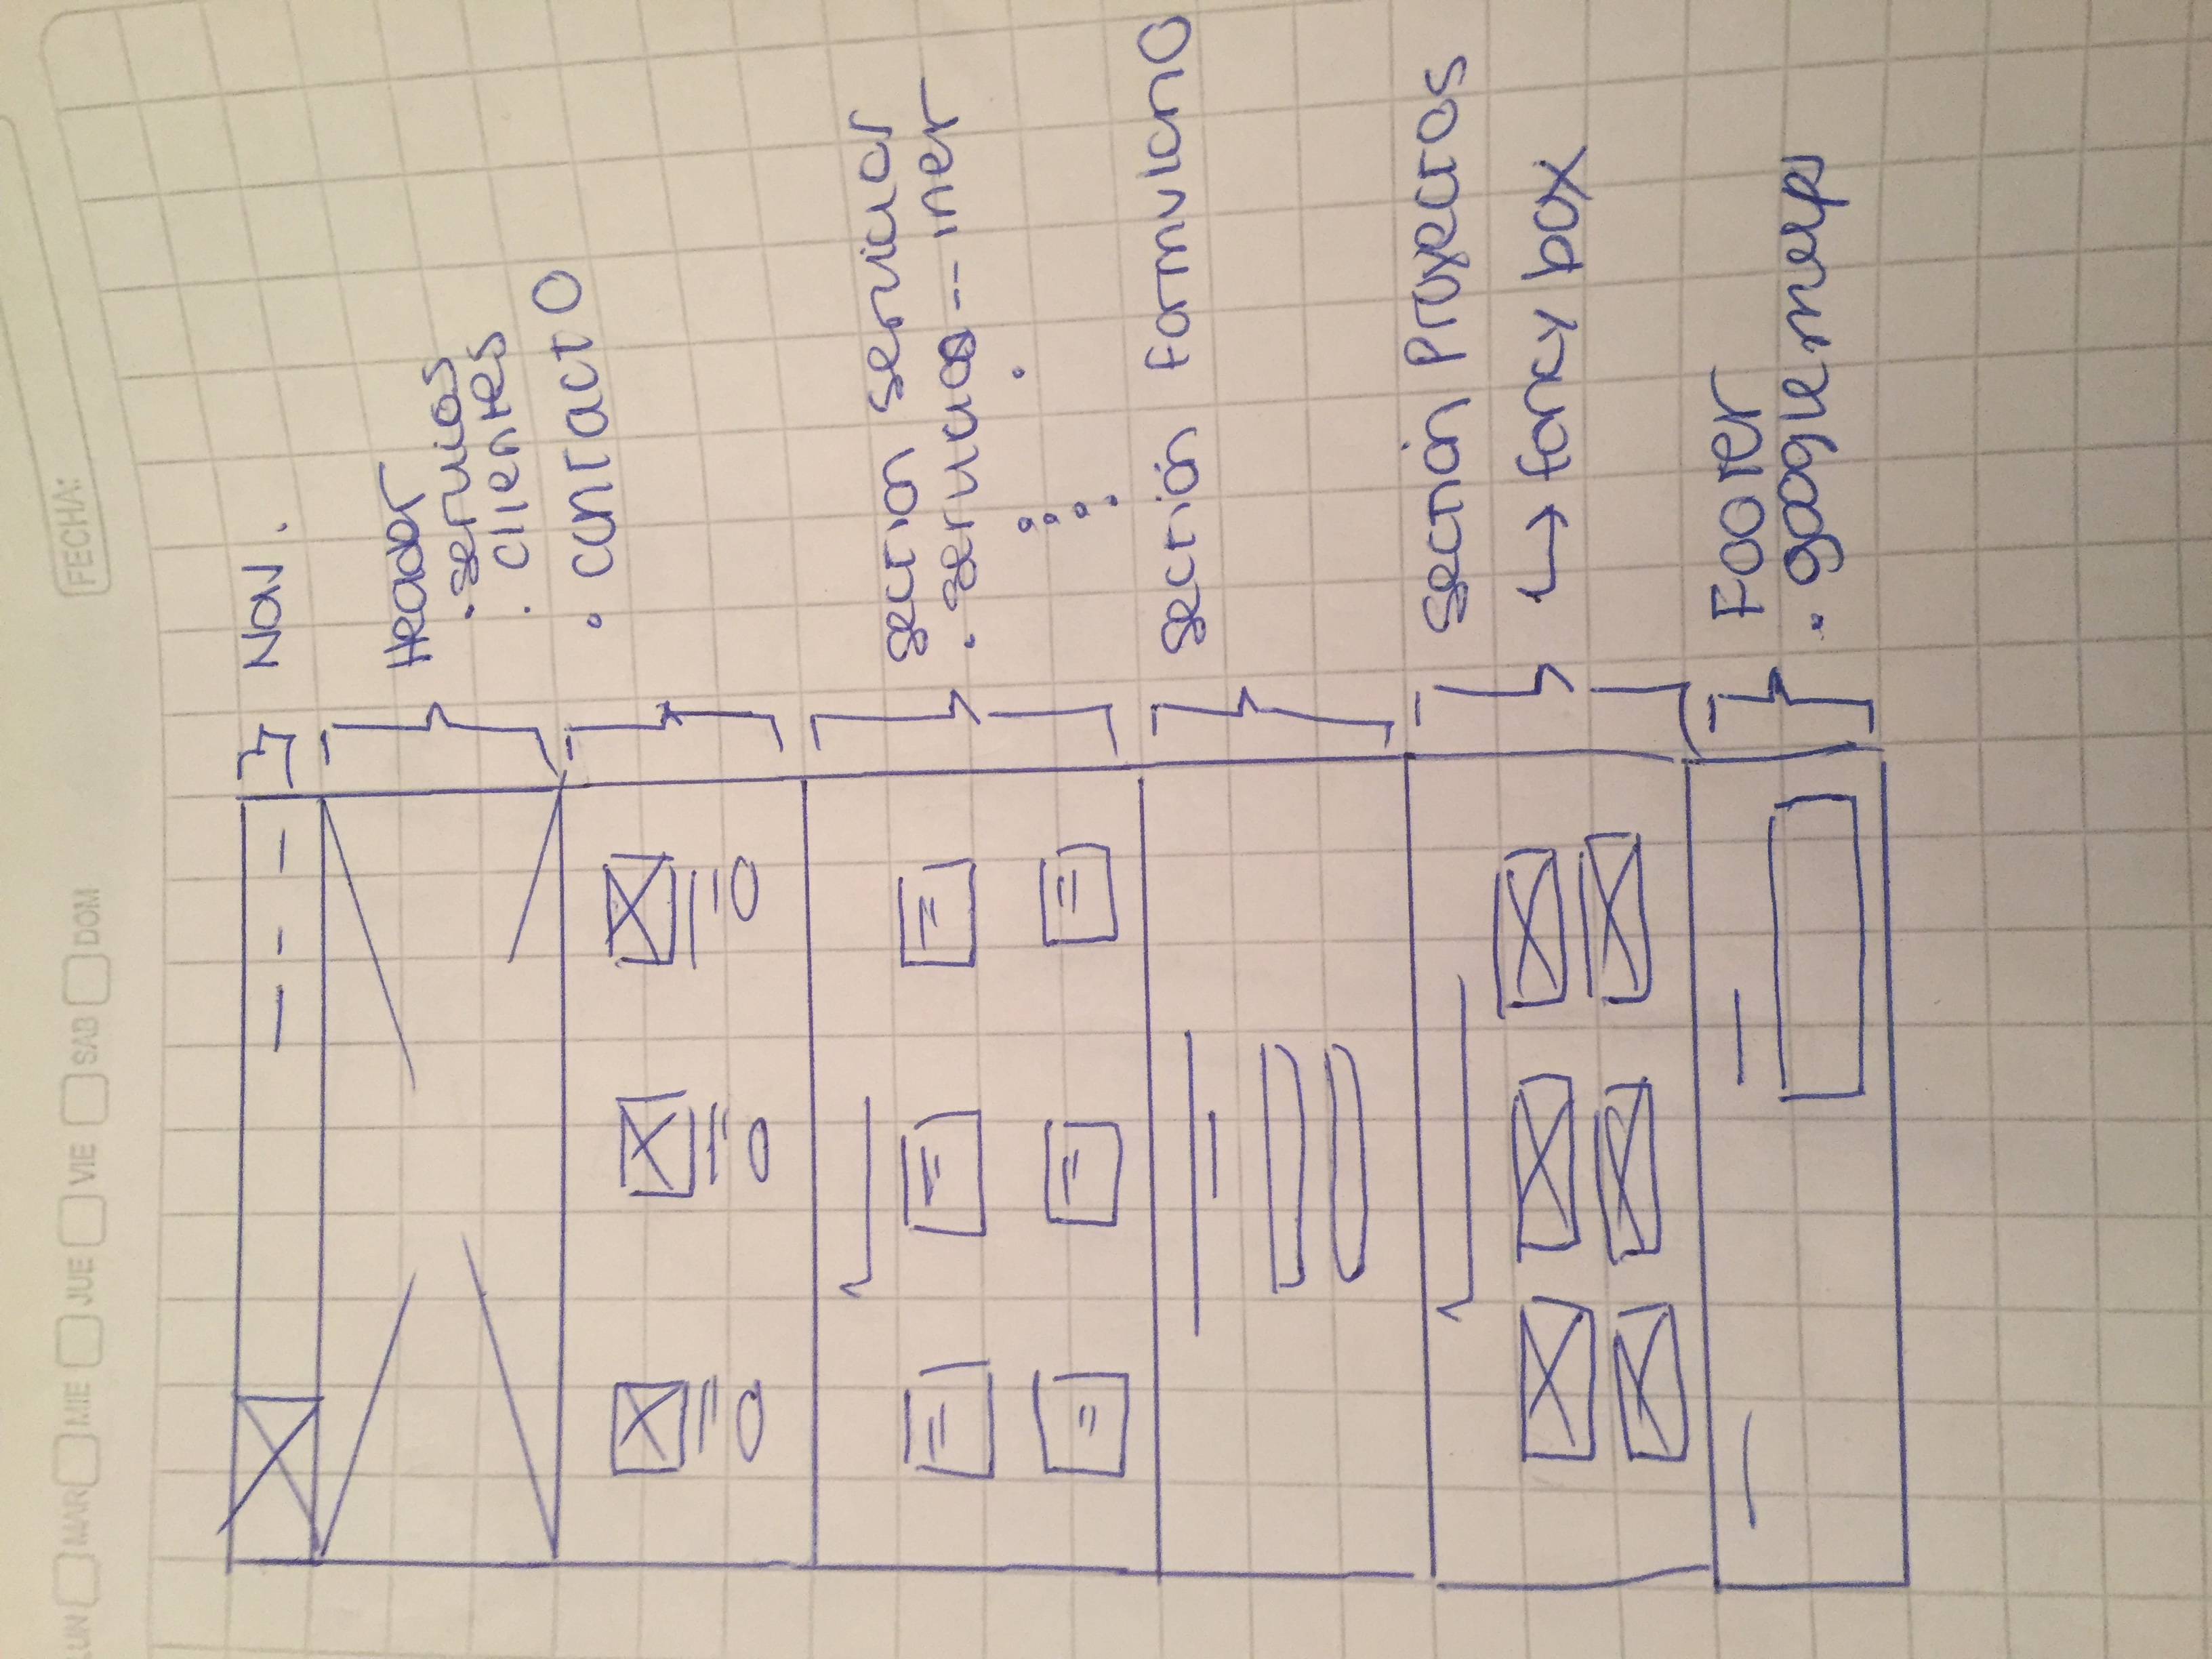 LUN MAR MIE JUE VIE SAB DOM
FECHA:
Nav.
Header
. servicios
. clientes
. contacto
section servicios
. servicios -- iner
section formulario
section Proyectos
↳ fancy box
Footer
. google maps